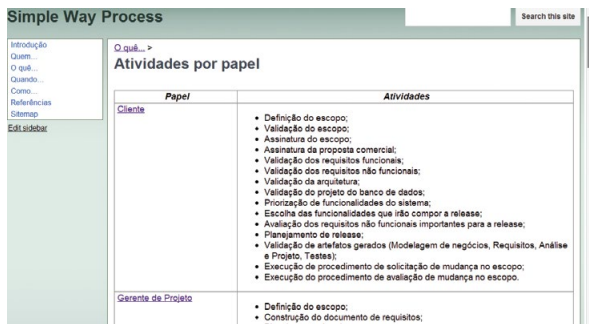 Simple Way Process
Search this site
Introdução
Quem...
O quê...
Quando...
Como...
Referências
Sitemap
Edit sidebar
O quê... >
Atividades por papel
Papel
Atividades
Cliente
• Definição do escopo;
• Validação do escopo;
• Assinatura do escopo;
• Assinatura da proposta comercial;
• Validação dos requisitos funcionais;
• Validação dos requisitos não funcionais;
• Validação da arquitetura;
• Validação do projeto do banco de dados;
• Priorização de funcionalidades do sistema;
• Escolha das funcionalidades que irão compor a release;
• Avaliação dos requisitos não funcionais importantes para a release;
• Planejamento de release;
• Validação de artefatos gerados (Modelagem de negócios, Requisitos, Análise
e Projeto, Testes);
• Execução de procedimento de solicitação de mudança no escopo;
• Execução do procedimento de avaliação de mudança no escopo.
Gerente de Projeto
• Definição do escopo;
• Construção do documento de requisitos;